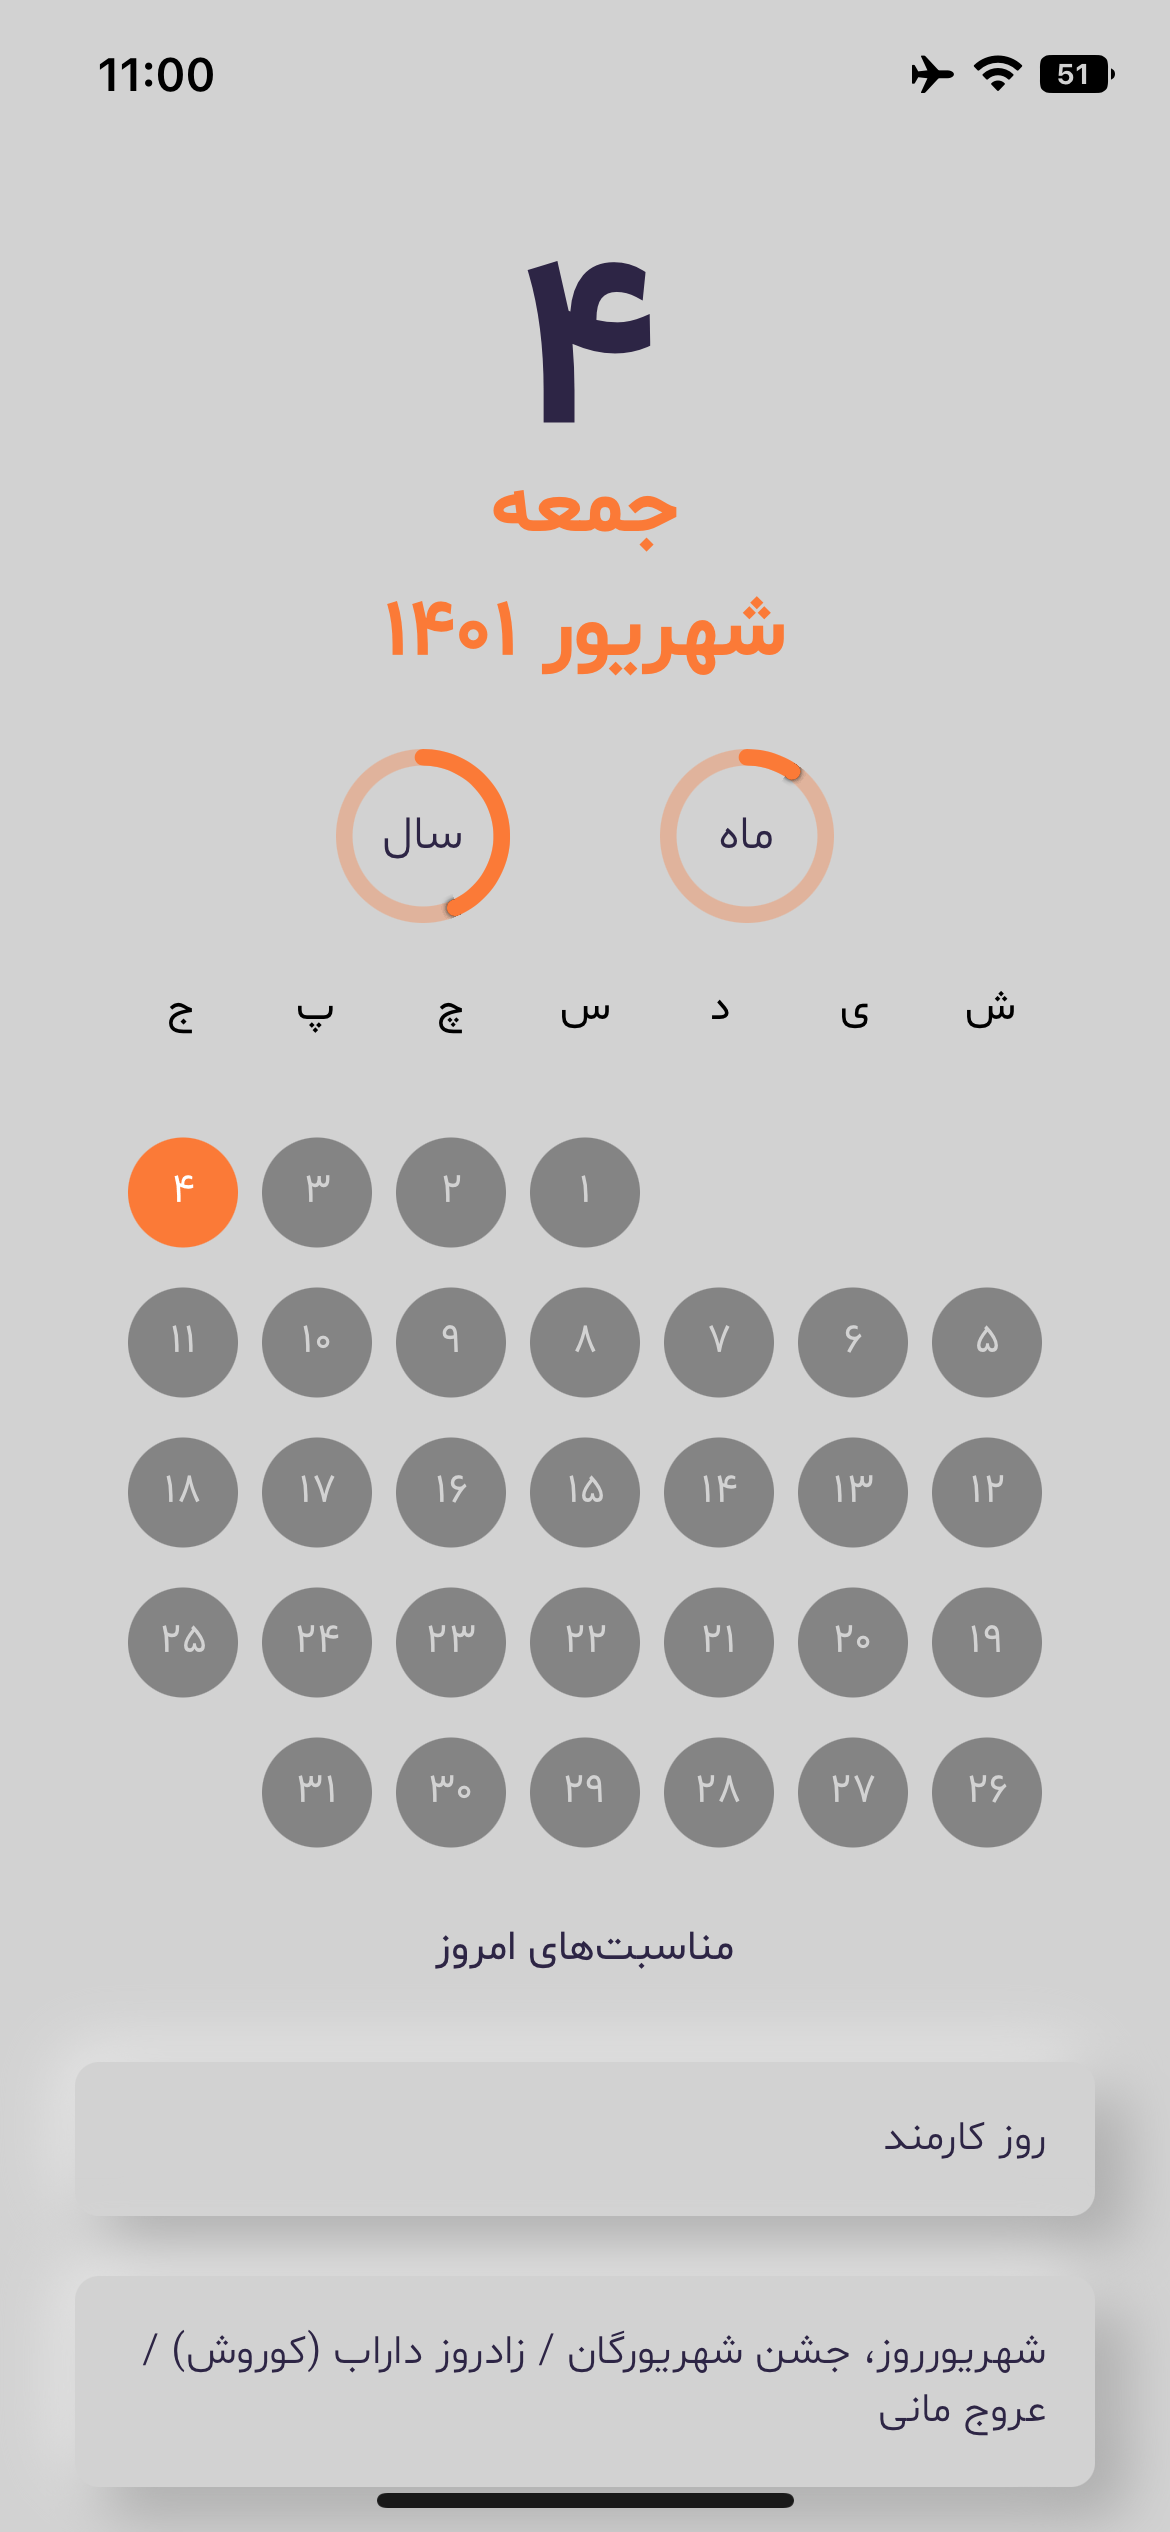 11:00
51
۴
جمعه
شهریور ۱۴۰۱
ماه
سال
ش ی د س چ پ ج
۱ ۲ ۳ ۴
۵ ۶ ۷ ۸ ۹ ۱۰ ۱۱
۱۲ ۱۳ ۱۴ ۱۵ ۱۶ ۱۷ ۱۸
۱۹ ۲۰ ۲۱ ۲۲ ۲۳ ۲۴ ۲۵
۲۶ ۲۷ ۲۸ ۲۹ ۳۰ ۳۱
مناسبت‌های امروز
روز کارمند
شهریورروز، جشن شهریورگان / زادروز داراب (کوروش) /
عروج مانی